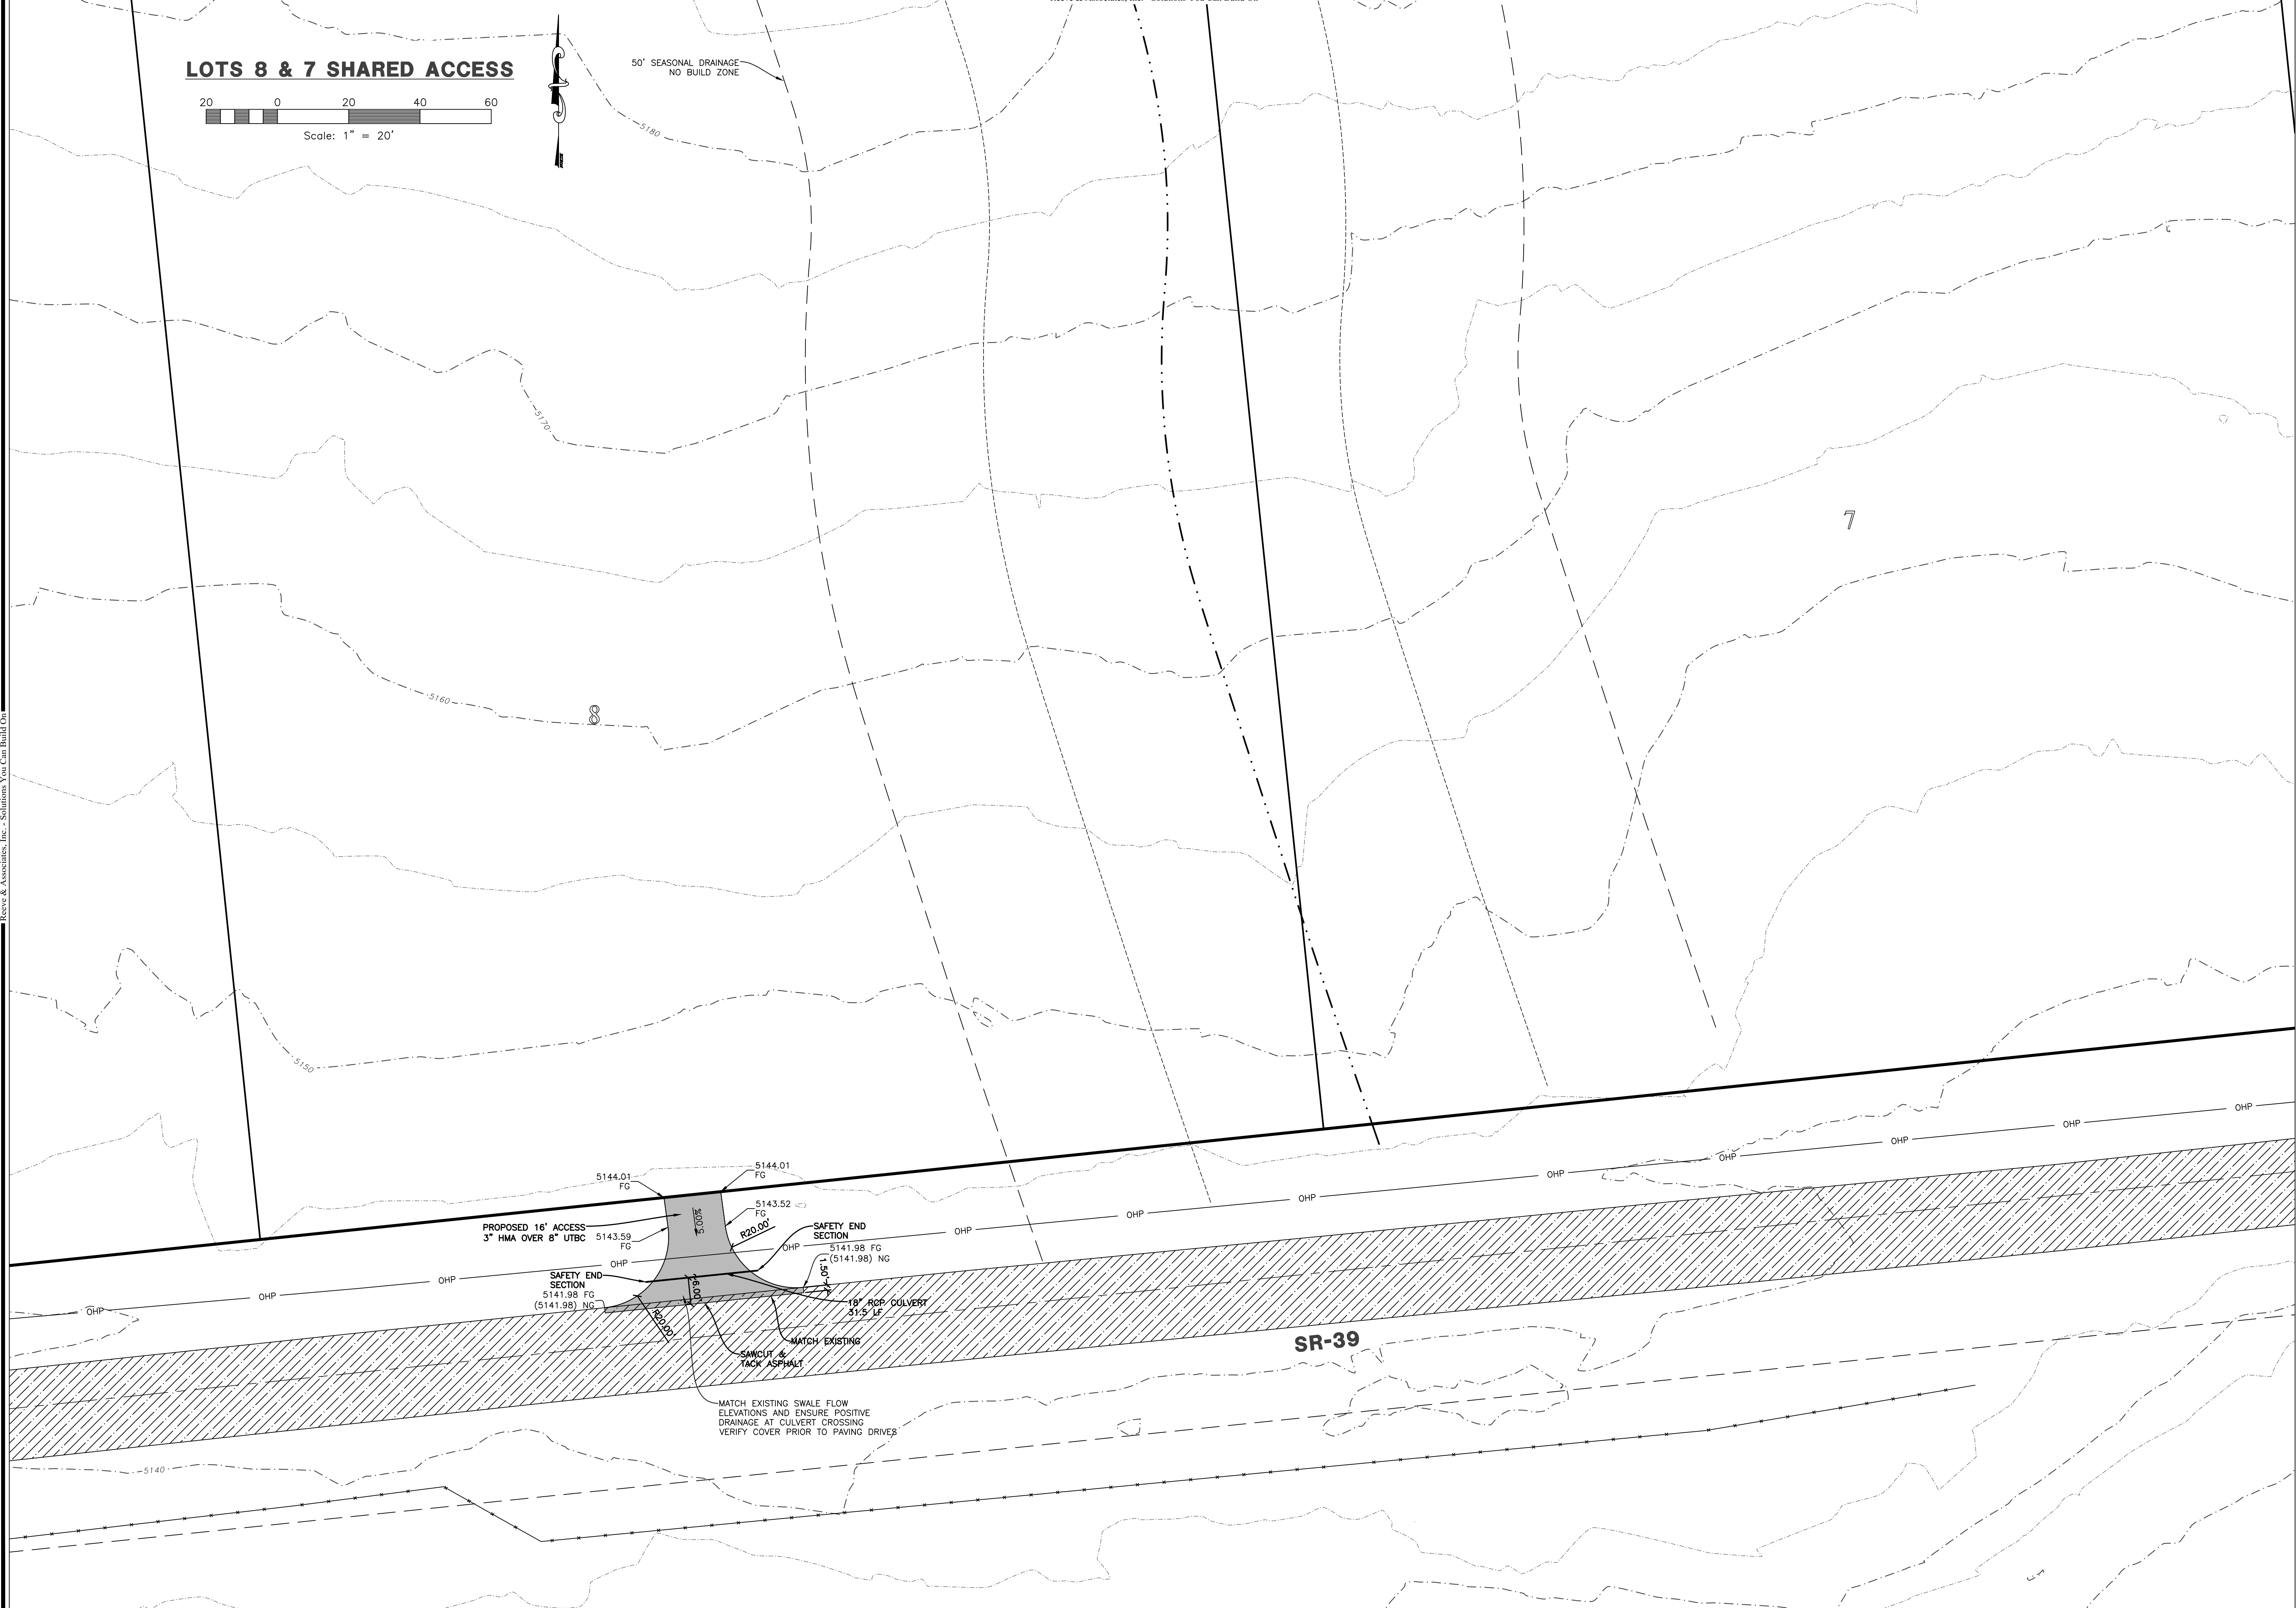 LOTS 8 & 7 SHARED ACCESS
20 0 20 40 60
Scale: 1" = 20'
50' SEASONAL DRAINAGE
NO BUILD ZONE
5180
5170
7
5160
8
Reeve & Associates, Inc. - Solutions You Can Build On
5150
5144.01
FG
5144.01
FG
5143.52
FG
5.00%
R20.00'
PROPOSED 16' ACCESS
3" HMA OVER 8" UTBC
5143.59
FG
SAFETY END
SECTION
5141.98 FG
(5141.98) NG
1.50'
SAFETY END
SECTION
5141.98 FG
(5141.98) NG
R20.00'
18" RCP CULVERT
31.5 LF
MATCH EXISTING
SAWCUT &
TACK ASPHALT
MATCH EXISTING SWALE FLOW
ELEVATIONS AND ENSURE POSITIVE
DRAINAGE AT CULVERT CROSSING
VERIFY COVER PRIOR TO PAVING DRIVES
OHP
OHP
OHP
OHP
OHP
OHP
OHP
OHP
OHP
OHP
OHP
OHP
OHP
OHP
SR-39
5140